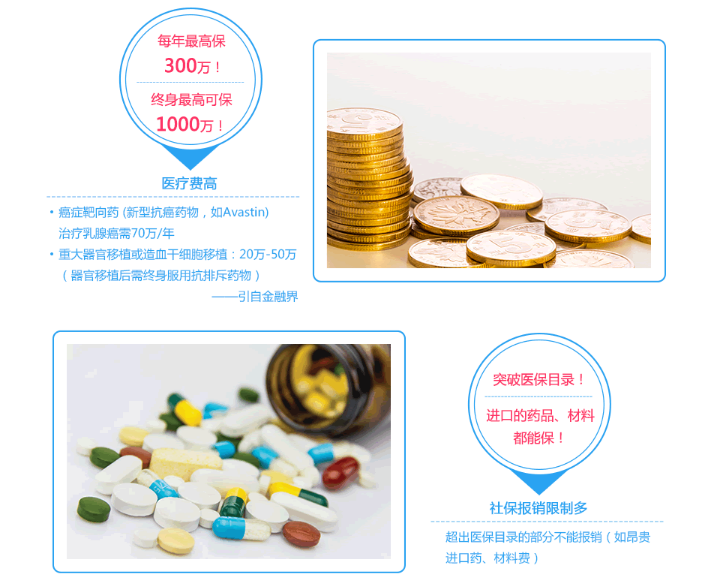 每年最高保
300万！
终身最高可保
1000万！
医疗费高
• 癌症靶向药 (新型抗癌药物，如Avastin)
治疗乳腺癌需70万/年
• 重大器官移植或造血干细胞移植：20万-50万
（器官移植后需终身服用抗排斥药物）
——引自金融界
突破医保目录！
进口的药品、材料
都能保！
社保报销限制多
超出医保目录的部分不能报销（如昂贵
进口药、材料费）